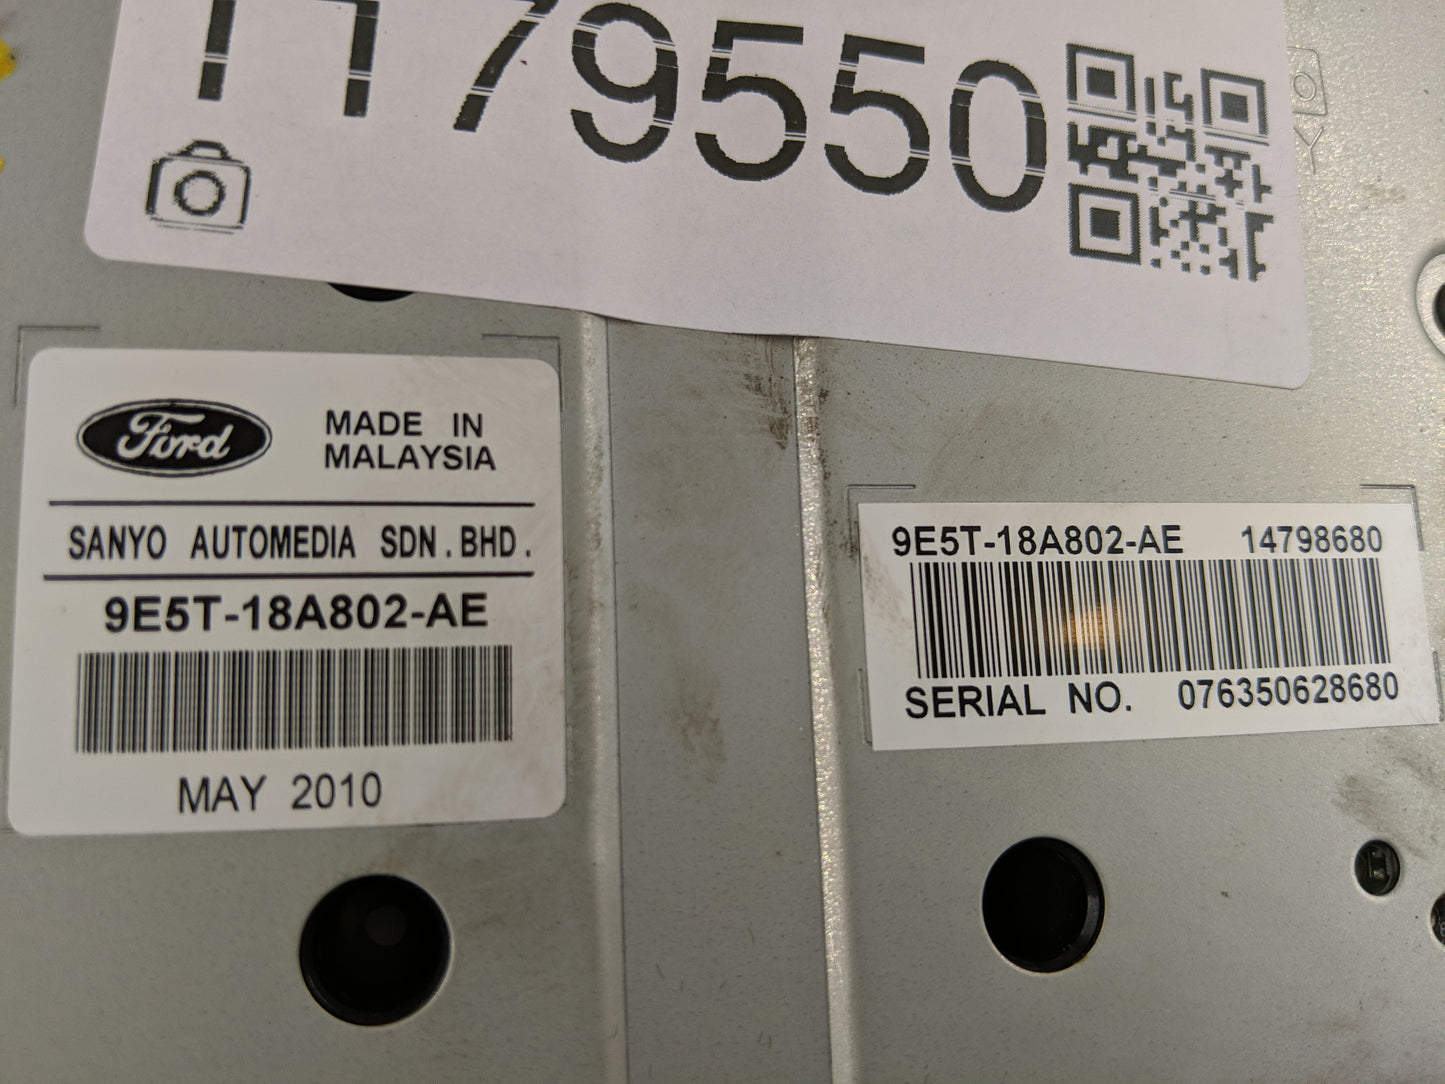 1179550
Ford
MADE IN
MALAYSIA
SANYO AUTOMEDIA SDN.BHD.
9E5T-18A802-AE
MAY 2010
9E5T-18A802-AE 14798680
SERIAL NO. 076350628680